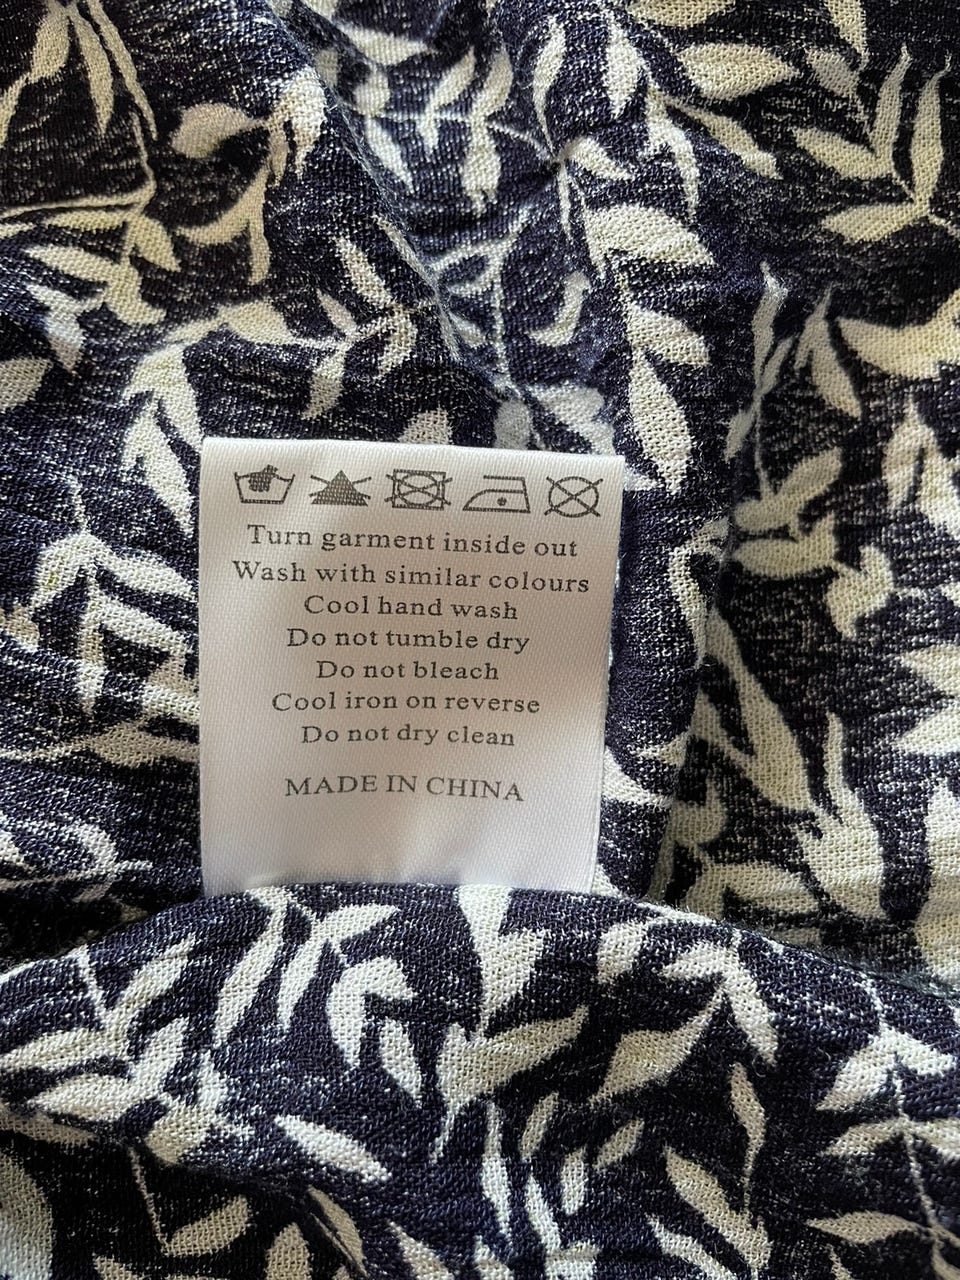 Turn garment inside out
Wash with similar colours
Cool hand wash
Do not tumble dry
Do not bleach
Cool iron on reverse
Do not dry clean
MADE IN CHINA